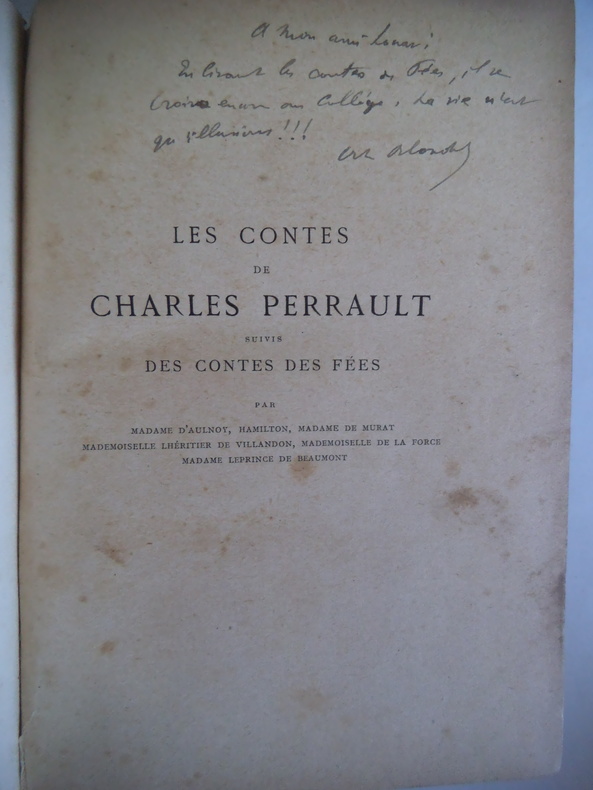 A mon ami
En lisant les contes de Fées, il se
croira encore au Collège, La vie n'est
qu'illusions!!!
LES CONTES
DE
CHARLES PERRAULT
SUIVIS
DES CONTES DES FÉES
PAR
MADAME D'AULNOY, HAMILTON, MADAME DE MURAT
MADEMOISELLE LHÉRITIER DE VILLANDON, MADEMOISELLE DE LA FORCE
MADAME LEPRINCE DE BEAUMONT